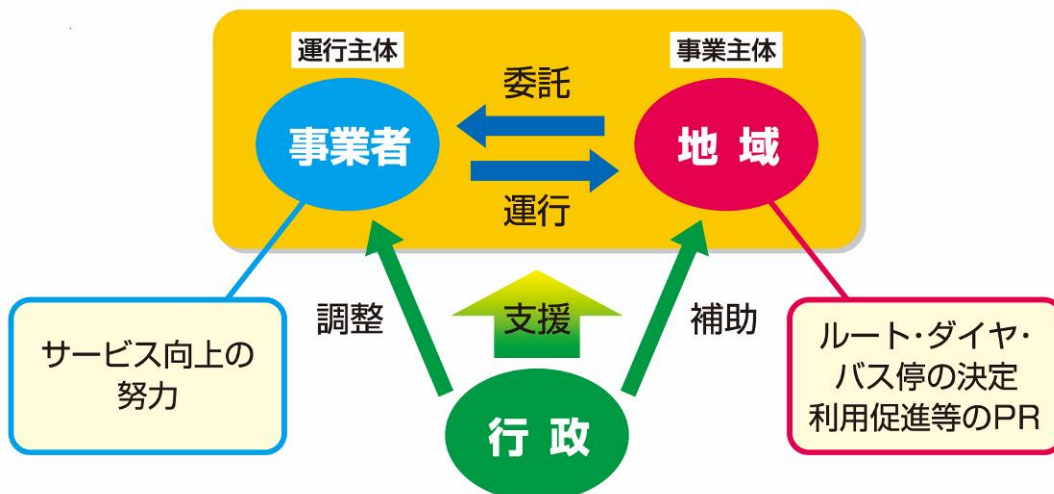 運行主体
事業主体
委託
事業者
地域
運行
調整
支援
補助
サービス向上の
努力
ルート・ダイヤ・
バス停の決定
利用促進等のPR
行政